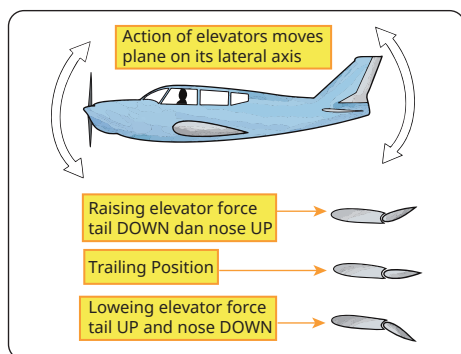 Action of elevators moves
plane on its lateral axis
Raising elevator force
tail DOWN dan nose UP
Trailing Position
Loweing elevator force
tail UP and nose DOWN